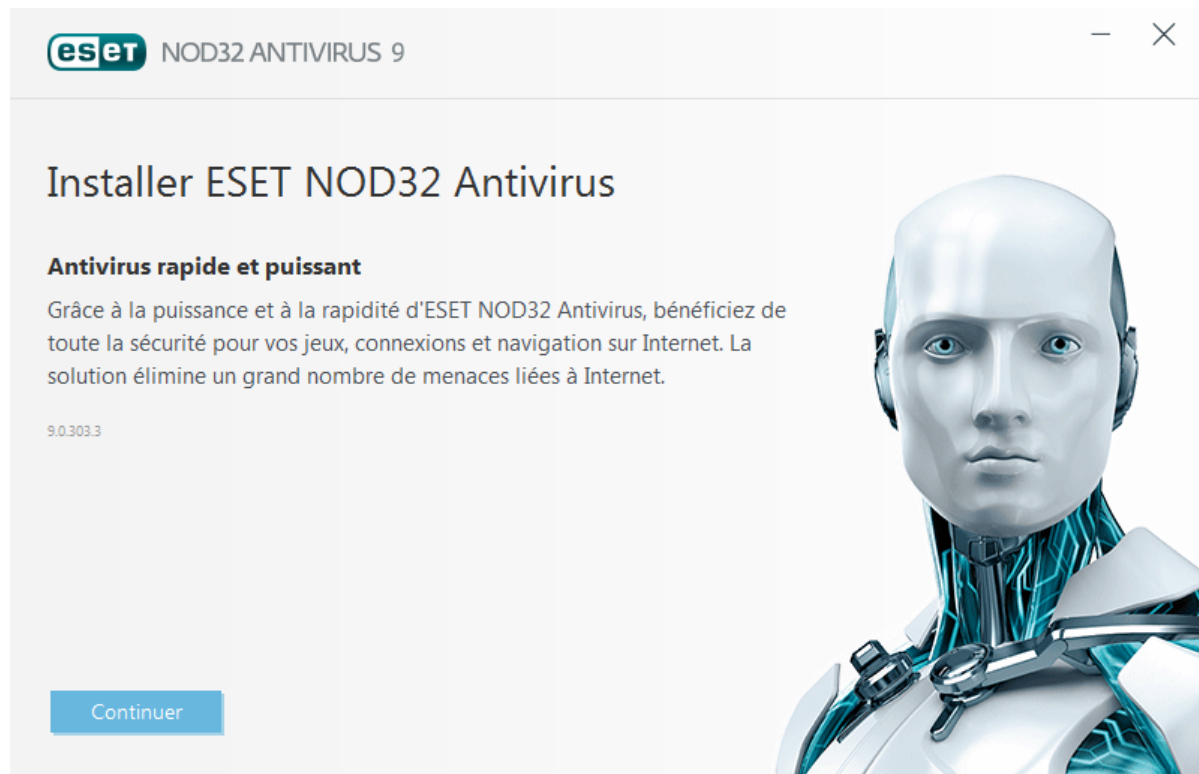 eset NOD32 ANTIVIRUS 9
Installer ESET NOD32 Antivirus
Antivirus rapide et puissant
Grâce à la puissance et à la rapidité d'ESET NOD32 Antivirus, bénéficiez de
toute la sécurité pour vos jeux, connexions et navigation sur Internet. La
solution élimine un grand nombre de menaces liées à Internet.
9.0.303.3
Continuer